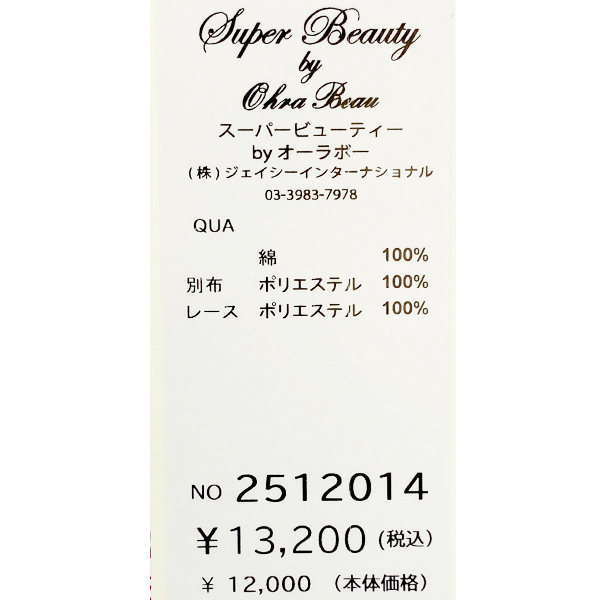 Super Beauty
by
Ohra Beau
スーパービューティー
by オーラボー
(株)ジェイシーインターナショナル
03-3983-7978
QUA
綿 100%
別布 ポリエステル 100%
レース ポリエステル 100%
NO 2512014
￥13,200(税込)
￥ 12,000 (本体価格)